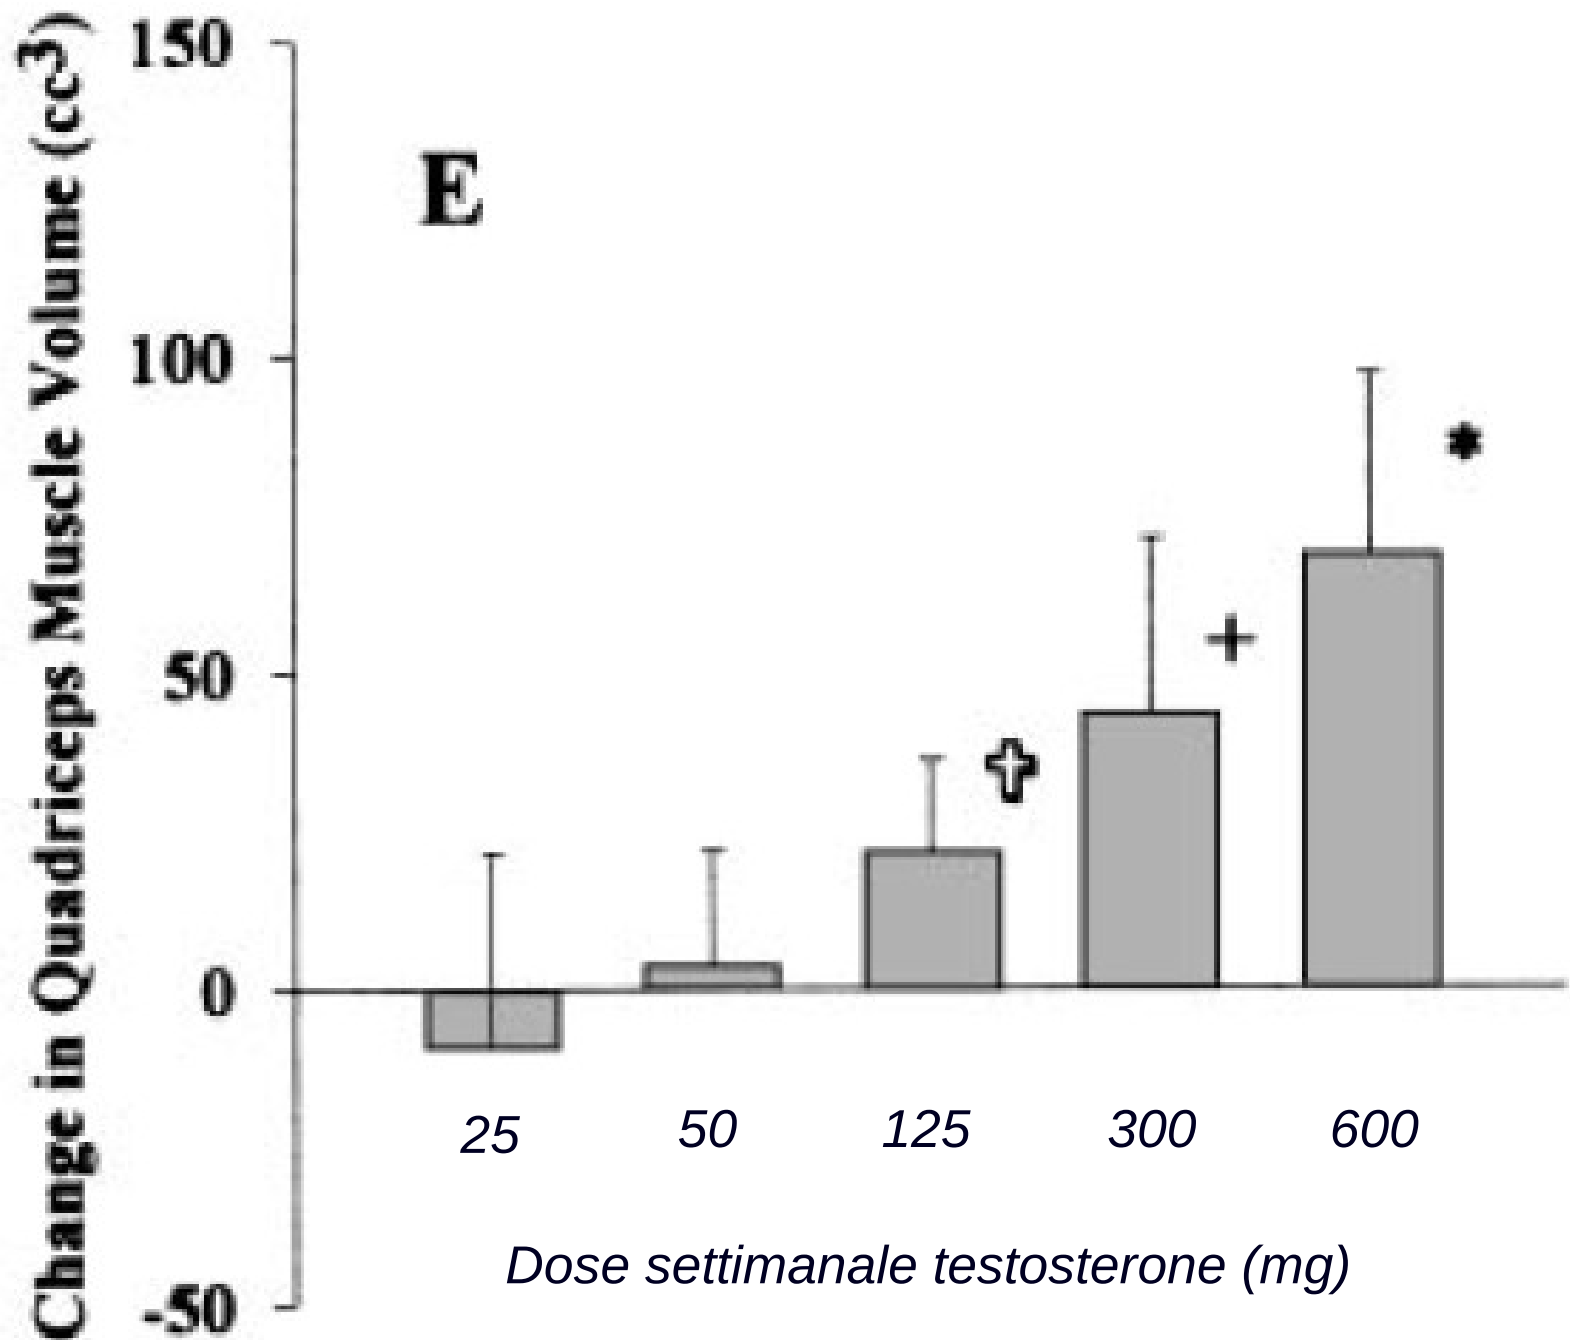 Change in Quadriceps Muscle Volume (cc³)
150
E
100
*
50
+
✝
0
25 50 125 300 600
Dose settimanale testosterone (mg)
-50